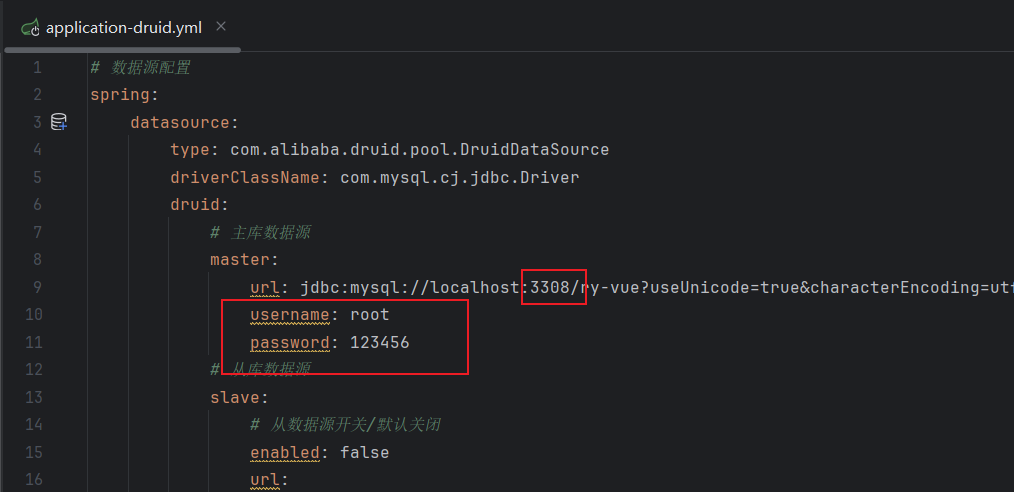 application-druid.yml
1 # 数据源配置
2 spring:
3 datasource:
4 type: com.alibaba.druid.pool.DruidDataSource
5 driverClassName: com.mysql.cj.jdbc.Driver
6 druid:
7 # 主库数据源
8 master:
9 url: jdbc:mysql://localhost:3308/ry-vue?useUnicode=true&characterEncoding=utf
10 username: root
11 password: 123456
12 # 从库数据源
13 slave:
14 # 从数据源开关/默认关闭
15 enabled: false
16 url: